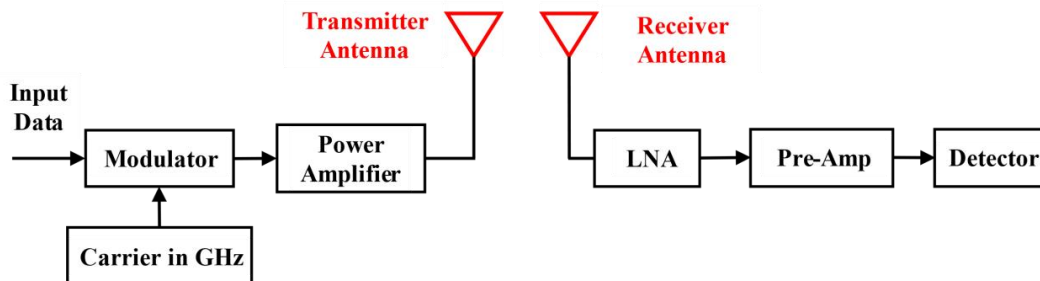 Transmitter
Antenna
Receiver
Antenna
Input
Data
Modulator
Power
Amplifier
LNA
Pre-Amp
Detector
Carrier in GHz